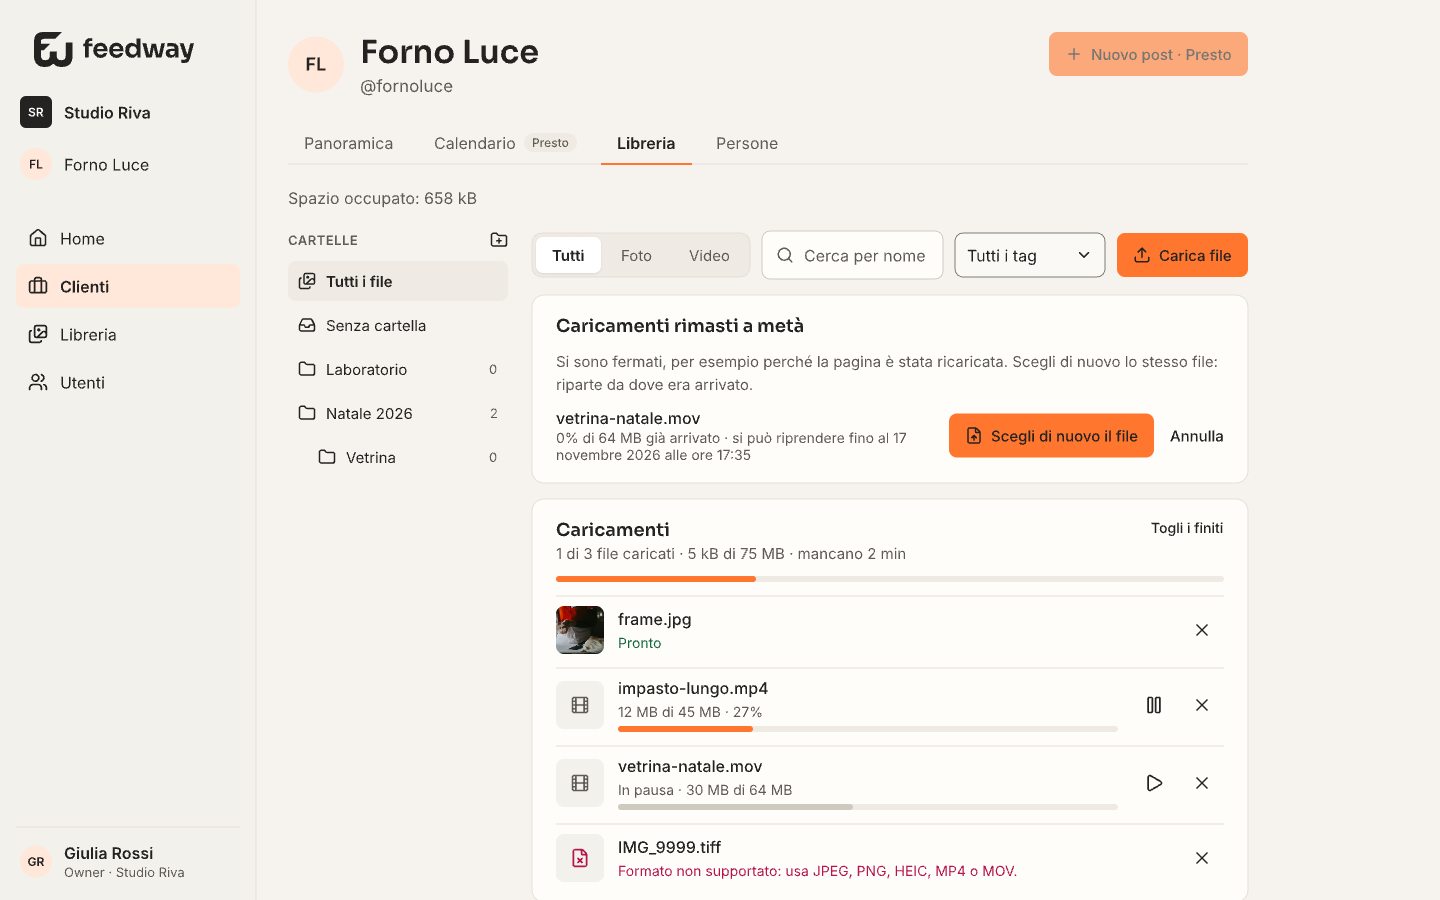 feedway
SR
Studio Riva
FL
Forno Luce
Home
Clienti
Libreria
Utenti
GR
Giulia Rossi
Owner · Studio Riva
FL
Forno Luce
@fornoluce
Nuovo post · Presto
Panoramica
Calendario
Presto
Libreria
Persone
Spazio occupato: 658 kB
CARTELLE
Tutti i file
Senza cartella
Laboratorio
0
Natale 2026
2
Vetrina
0
Tutti
Foto
Video
Cerca per nome
Tutti i tag
Carica file
Caricamenti rimasti a metà
Si sono fermati, per esempio perché la pagina è stata ricaricata. Scegli di nuovo lo stesso file:
riparte da dove era arrivato.
vetrina-natale.mov
0% di 64 MB già arrivato · si può riprendere fino al 17
novembre 2026 alle ore 17:35
Scegli di nuovo il file
Annulla
Caricamenti
Togli i finiti
1 di 3 file caricati · 5 kB di 75 MB · mancano 2 min
frame.jpg
Pronto
impasto-lungo.mp4
12 MB di 45 MB · 27%
vetrina-natale.mov
In pausa · 30 MB di 64 MB
IMG_9999.tiff
Formato non supportato: usa JPEG, PNG, HEIC, MP4 o MOV.